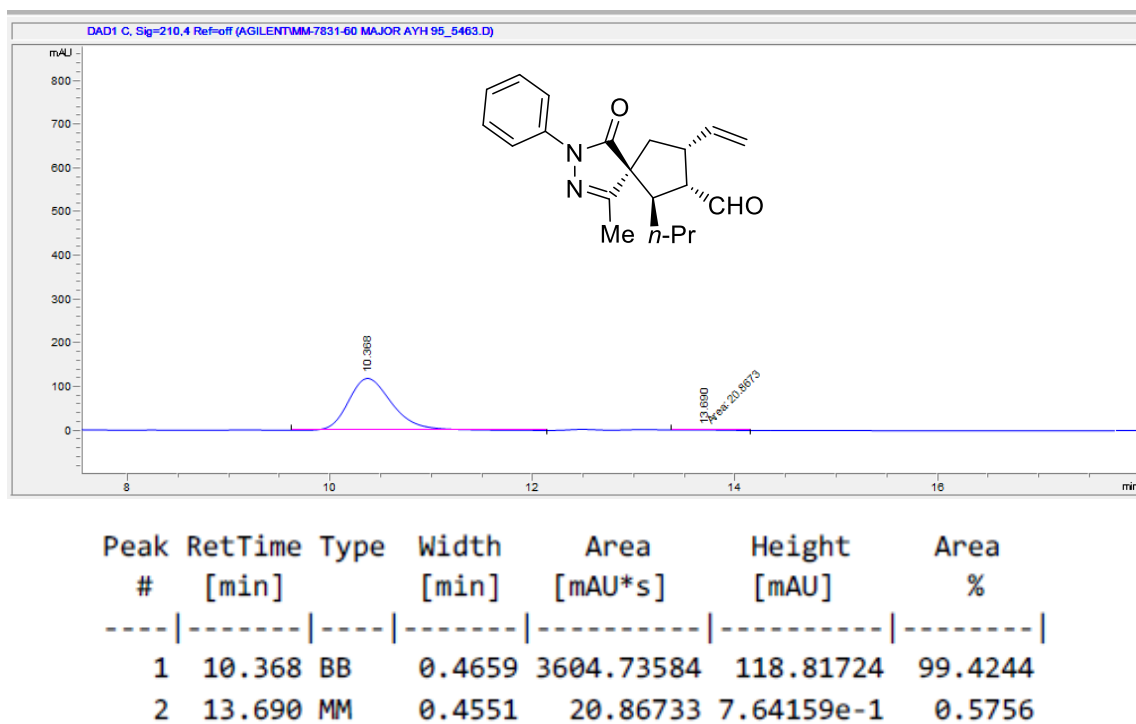 DAD1 C, Sig=210,4 Ref=off (AGILENT\MM-7831-60 MAJOR AYH 95_5463.D)
mAU
800
700
600
500
400
300
200
100
0
8
10
12
14
16
min
10.368
13.690
Area: 20.8673
O
N
N
CHO
Me
n-Pr
Peak RetTime Type Width Area Height Area
# [min] [min] [mAU*s] [mAU] %
----|-------|----|-------|----------|----------|--------|
1 10.368 BB 0.4659 3604.73584 118.81724 99.4244
2 13.690 MM 0.4551 20.86733 7.64159e-1 0.5756